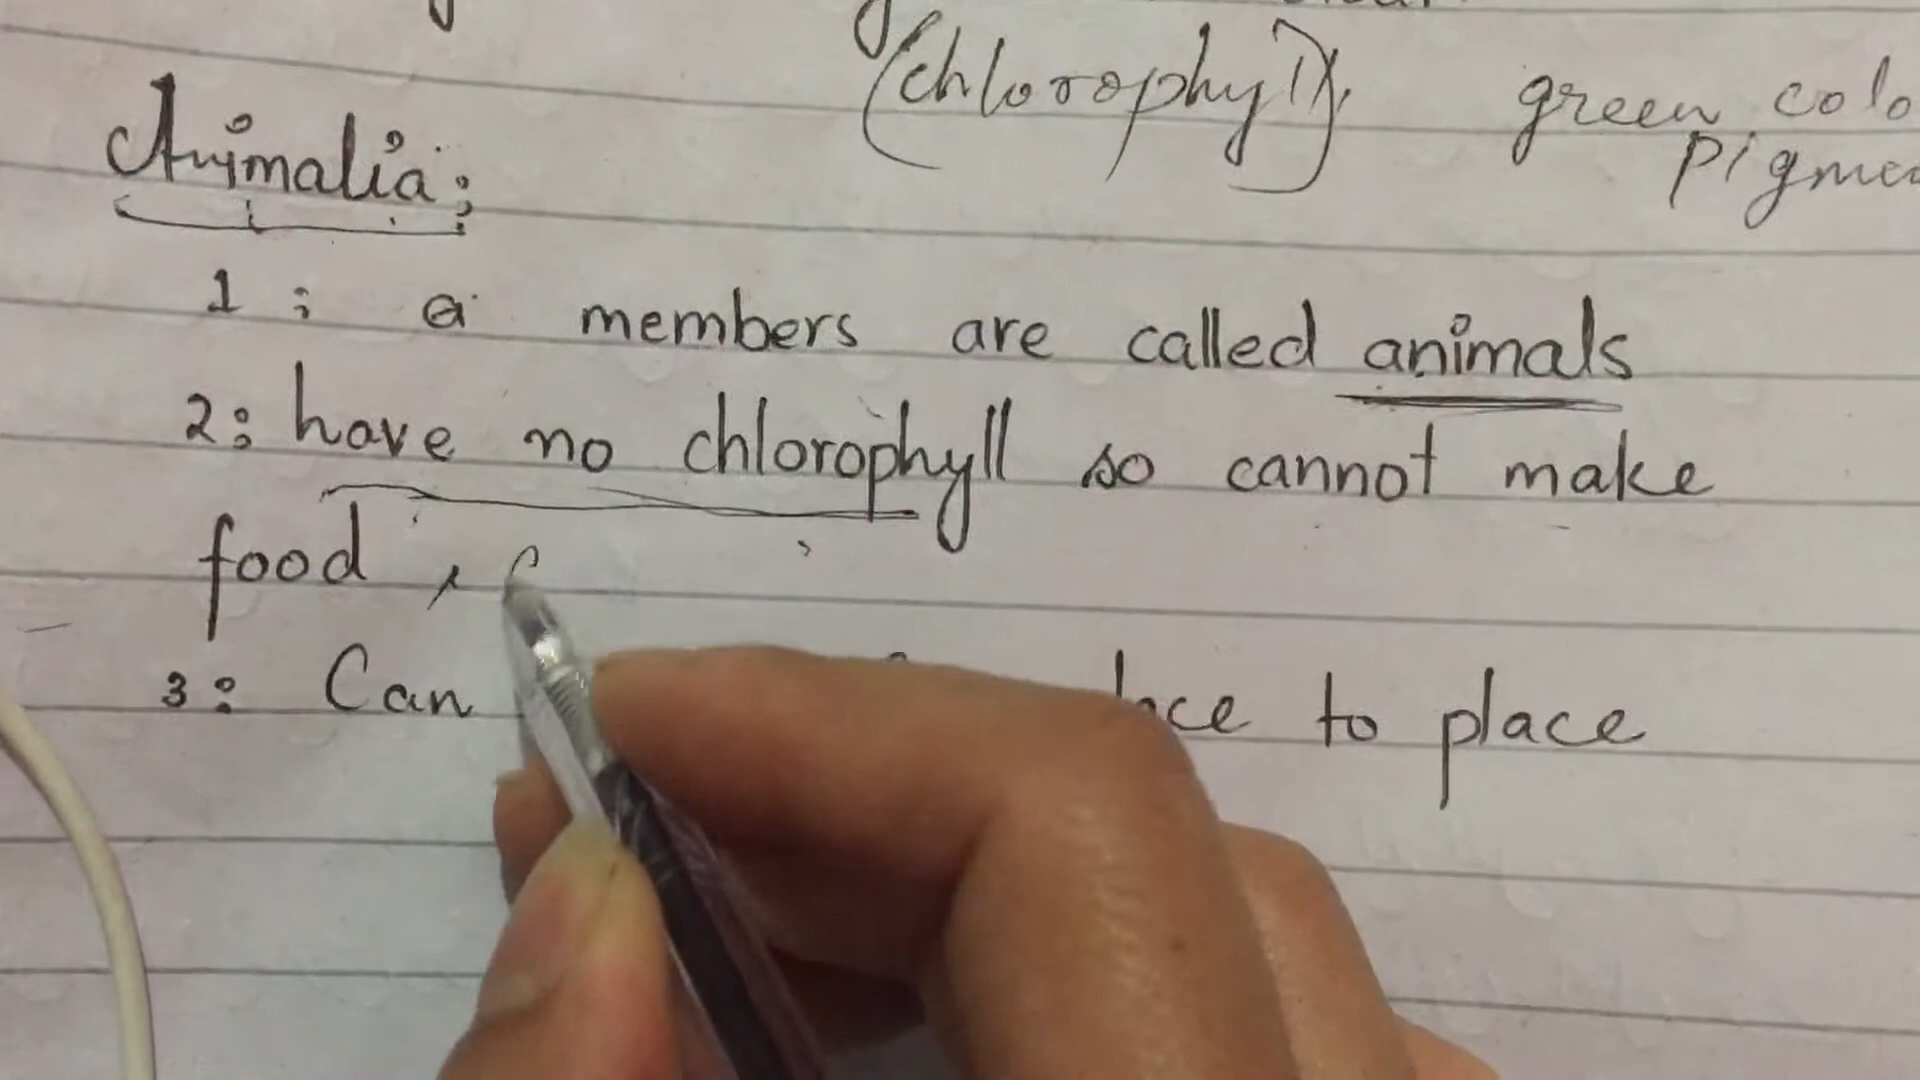 (chlorophyll), green colo
pigme
Animalia:
1: a members are called animals
2: have no chlorophyll so cannot make
food ,
3: Can to place